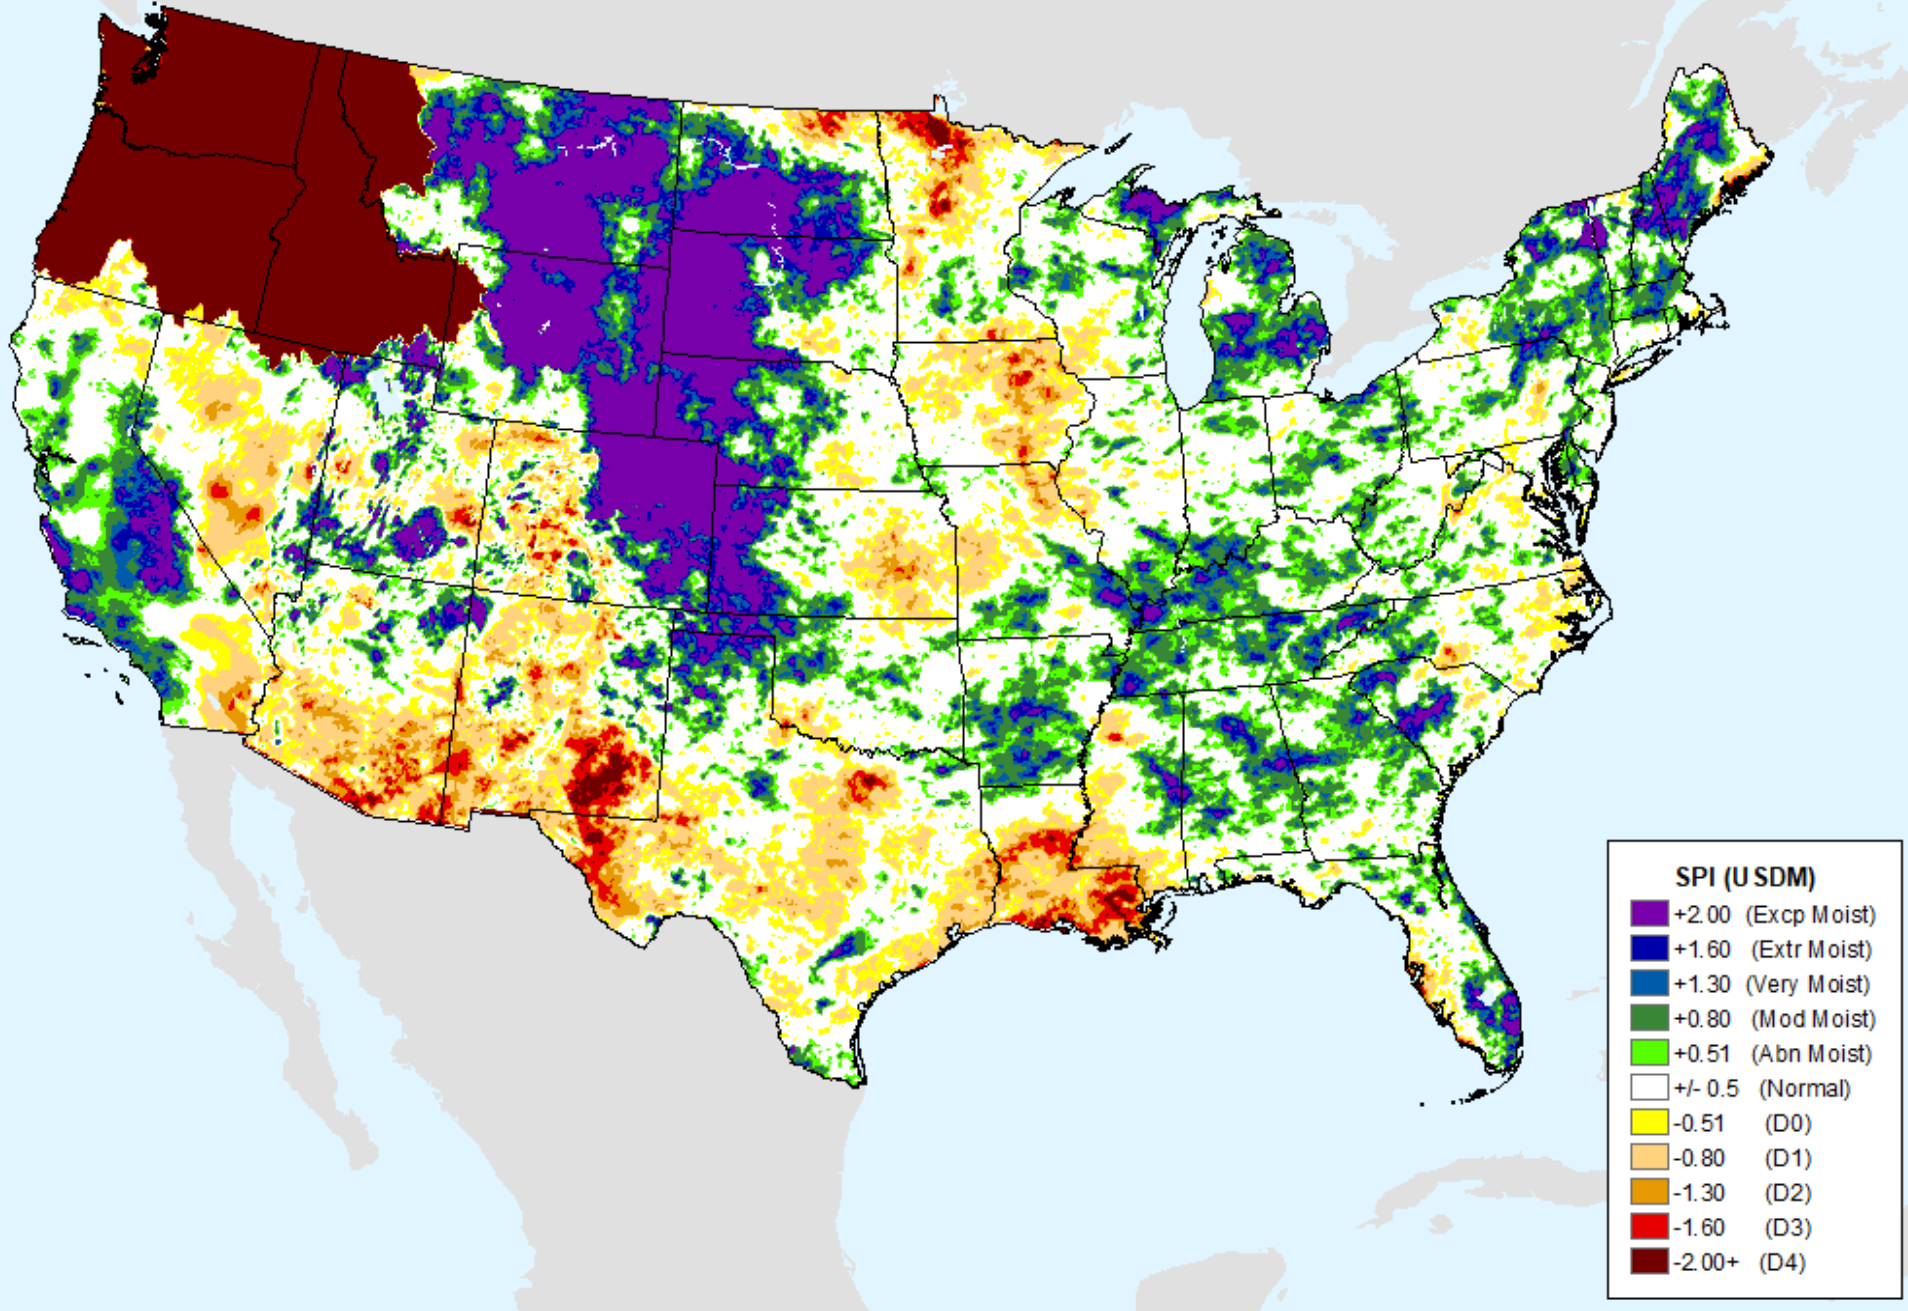 SPI (USDM)
+2.00 (Excp Moist)
+1.60 (Extr Moist)
+1.30 (Very Moist)
+0.80 (Mod Moist)
+0.51 (Abn Moist)
+/- 0.5 (Normal)
-0.51 (D0)
-0.80 (D1)
-1.30 (D2)
-1.60 (D3)
-2.00+ (D4)